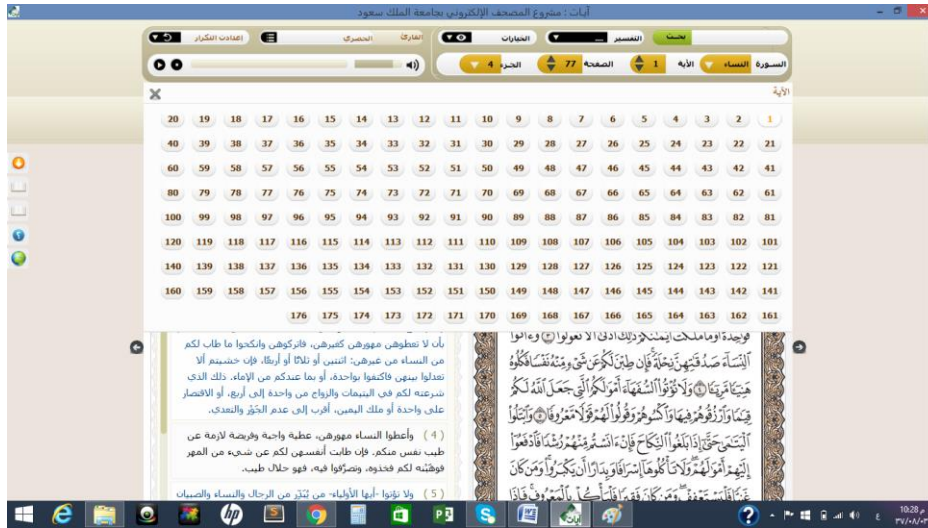 آيات : مشروع المصحف الإلكتروني بجامعة الملك سعود
بحث التفسير الخيارات القارئ الحصري إعدادت التكرار
السورة النساء الآية 1 الصفحة 77 الجزء 4
الآية
1 2 3 4 5 6 7 8 9 10 11 12 13 14 15 16 17 18 19 20
21 22 23 24 25 26 27 28 29 30 31 32 33 34 35 36 37 38 39 40
41 42 43 44 45 46 47 48 49 50 51 52 53 54 55 56 57 58 59 60
61 62 63 64 65 66 67 68 69 70 71 72 73 74 75 76 77 78 79 80
81 82 83 84 85 86 87 88 89 90 91 92 93 94 95 96 97 98 99 100
101 102 103 104 105 106 107 108 109 110 111 112 113 114 115 116 117 118 119 120
121 122 123 124 125 126 127 128 129 130 131 132 133 134 135 136 137 138 139 140
141 142 143 144 145 146 147 148 149 150 151 152 153 154 155 156 157 158 159 160
161 162 163 164 165 166 167 168 169 170 171 172 173 174 175 176
فَوَٰحِدَةً أَوْ مَا مَلَكَتْ أَيْمَٰنُكُمْ ذَٰلِكَ أَدْنَىٰٓ أَلَّا تَعُولُوا۟ ٣ وَءَاتُوا۟
ٱلنِّسَآءَ صَدُقَٰتِهِنَّ نِحْلَةً فَإِن طِبْنَ لَكُمْ عَن شَىْءٍ مِّنْهُ نَفْسًا فَكُلُوهُ
هَنِيٓـًٔا مَّرِيٓـًٔا ٤ وَلَا تُؤْتُوا۟ ٱلسُّفَهَآءَ أَمْوَٰلَكُمُ ٱلَّتِى جَعَلَ ٱللَّهُ لَكُمْ
قِيَٰمًا وَٱرْزُقُوهُمْ فِيهَا وَٱكْسُوهُمْ وَقُولُوا۟ لَهُمْ قَوْلًا مَّعْرُوفًا ٥ وَٱبْتَلُوا۟
ٱلْيَتَٰمَىٰ حَتَّىٰٓ إِذَا بَلَغُوا۟ ٱلنِّكَاحَ فَإِنْ ءَانَسْتُم مِّنْهُمْ رُشْدًا فَٱدْفَعُوٓا۟
إِلَيْهِمْ أَمْوَٰلَهُمْ وَلَا تَأْكُلُوهَآ إِسْرَافًا وَبِدَارًا أَن يَكْبَرُوا۟ وَمَن كَانَ
غَنِيًّا فَلْيَسْتَعْفِفْ وَمَن كَانَ فَقِيرًا فَلْيَأْكُلْ بِٱلْمَعْرُوفِ فَإِذَا
بأن لا تعطوهن مهورهن كغيرهن، فاتركوهن وانكحوا ما طاب لكم
من النساء من غيرهن: اثنتين أو ثلاثًا أو أربعًا، فإن خشيتم ألا
تعدلوا بينهن فاكتفوا بواحدة، أو بما عندكم من الإماء. ذلك الذي
شرعته لكم في اليتيمات والزواج من واحدة إلى أربع، أو الاقتصار
على واحدة أو ملك اليمين، أقرب إلى عدم الجَوْر والتعدي.
( 4 ) وأعطوا النساء مهورهن، عطية واجبة وفريضة لازمة عن
طيب نفس منكم. فإن طابت أنفسهن لكم عن شيء من المهر
فوهَبْنه لكم فخذوه، وتصرَّفوا فيه، فهو حلال طيب.
( 5 ) ولا تؤتوا -أيها الأولياء- من يُبَذِّر من الرجال والنساء والصبيان
hp
ع
10:28 م